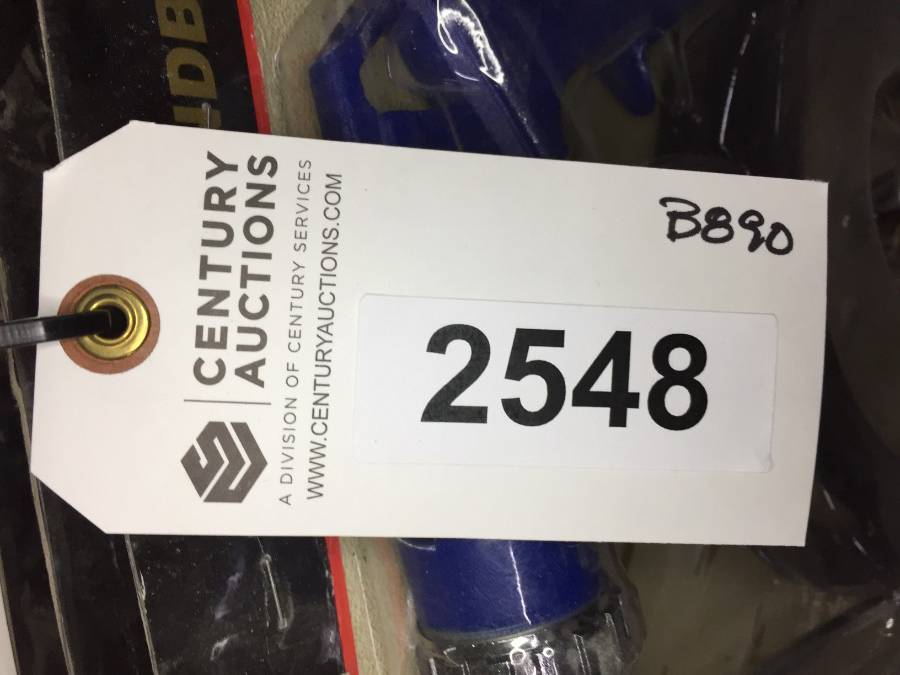 CENTURY
AUCTIONS
A DIVISION OF CENTURY SERVICES
WWW.CENTURYAUCTIONS.COM
B890
2548